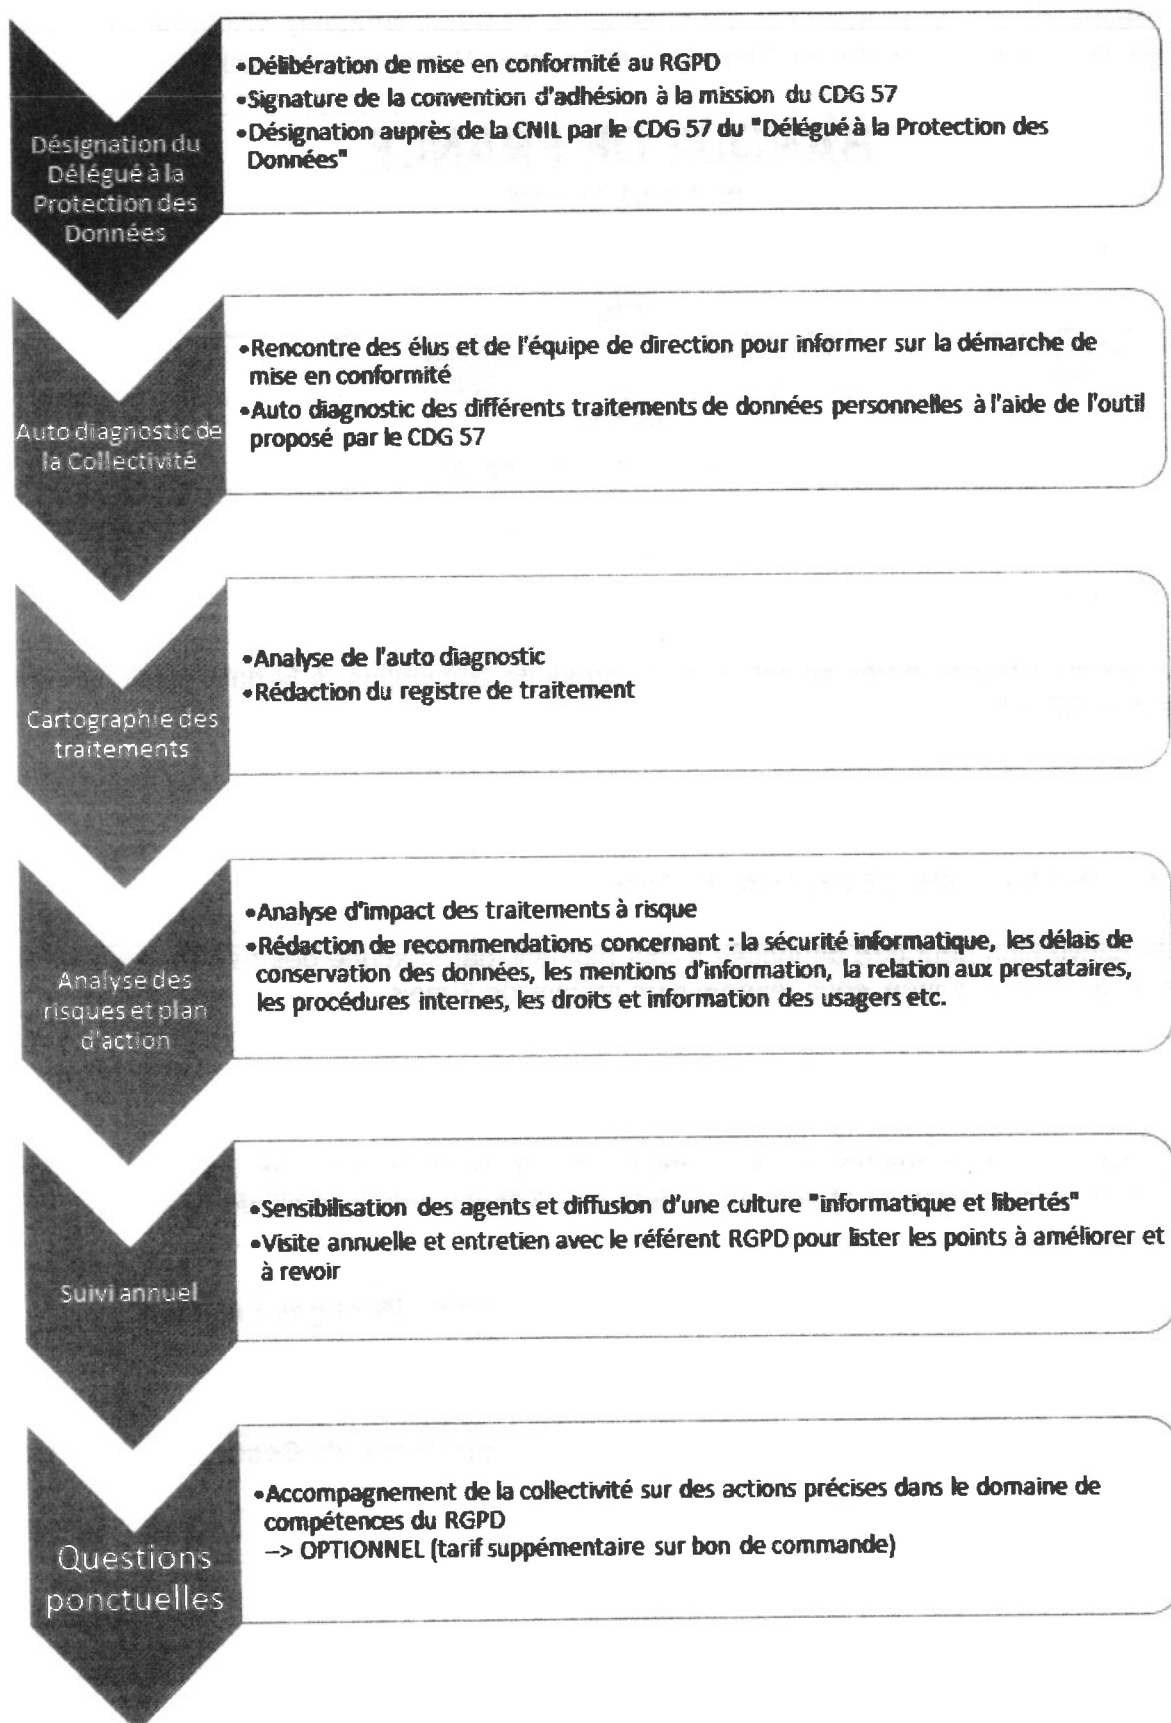 Désignation du
Délégué à la
Protection des
Données
•Délibération de mise en conformité au RGPD
•Signature de la convention d'adhésion à la mission du CDG 57
•Désignation auprès de la CNIL par le CDG 57 du "Délégué à la Protection des
Données"
Auto diagnostic de
la Collectivité
•Rencontre des élus et de l'équipe de direction pour informer sur la démarche de
mise en conformité
•Auto diagnostic des différents traitements de données personnelles à l'aide de l'outil
proposé par le CDG 57
Cartographie des
traitements
•Analyse de l'auto diagnostic
•Rédaction du registre de traitement
Analyse des
risques et plan
d'action
•Analyse d'impact des traitements à risque
•Rédaction de recommendations concernant : la sécurité informatique, les délais de
conservation des données, les mentions d'information, la relation aux prestataires,
les procédures internes, les droits et information des usagers etc.
Suivi annuel
•Sensibilisation des agents et diffusion d'une culture "informatique et libertés"
•Visite annuelle et entretien avec le référent RGPD pour lister les points à améliorer et
à revoir
Questions
ponctuelles
•Accompagnement de la collectivité sur des actions précises dans le domaine de
compétences du RGPD
--> OPTIONNEL (tarif suppémentaire sur bon de commande)